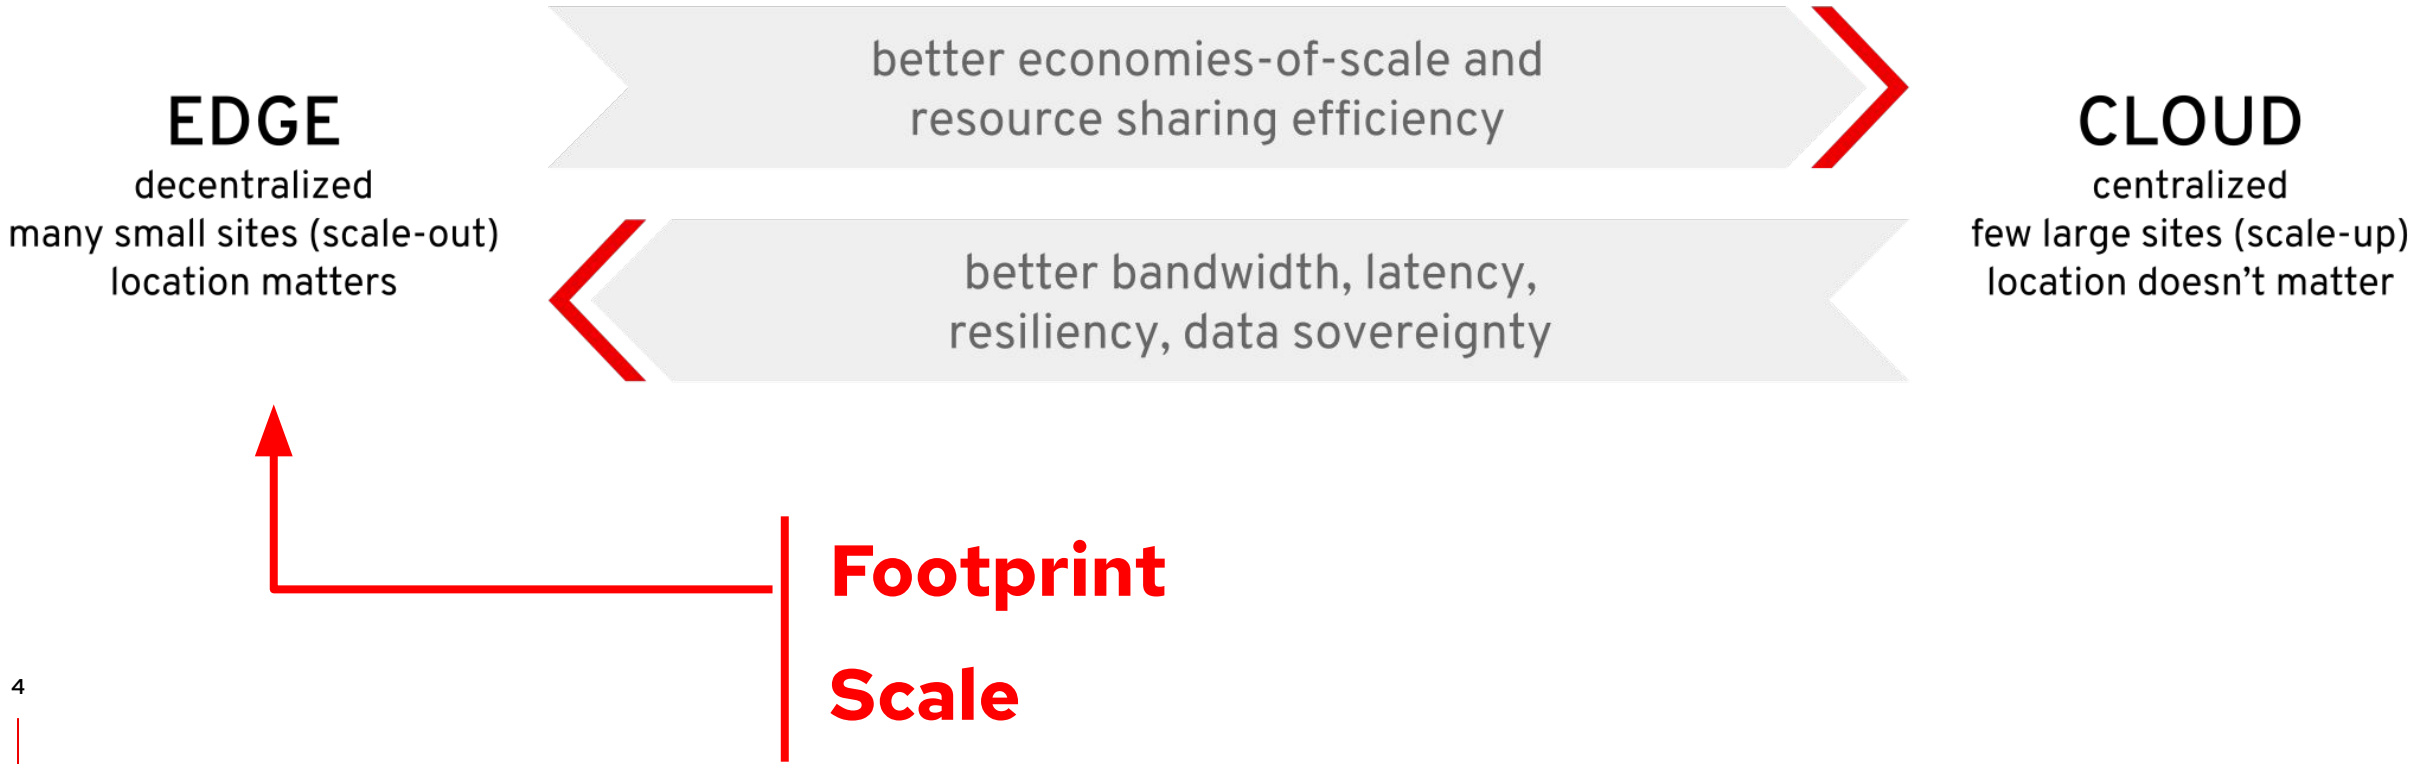 EDGE
decentralized
many small sites (scale-out)
location matters
better economies-of-scale and
resource sharing efficiency
better bandwidth, latency,
resiliency, data sovereignty
CLOUD
centralized
few large sites (scale-up)
location doesn’t matter
Footprint
Scale
4